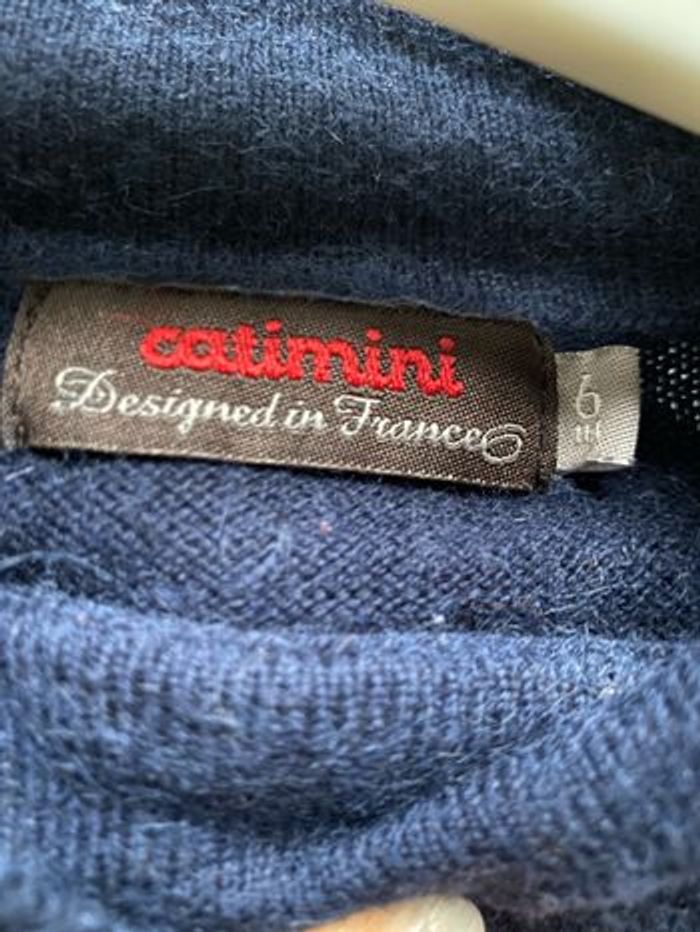 catimini
Designed in France
6